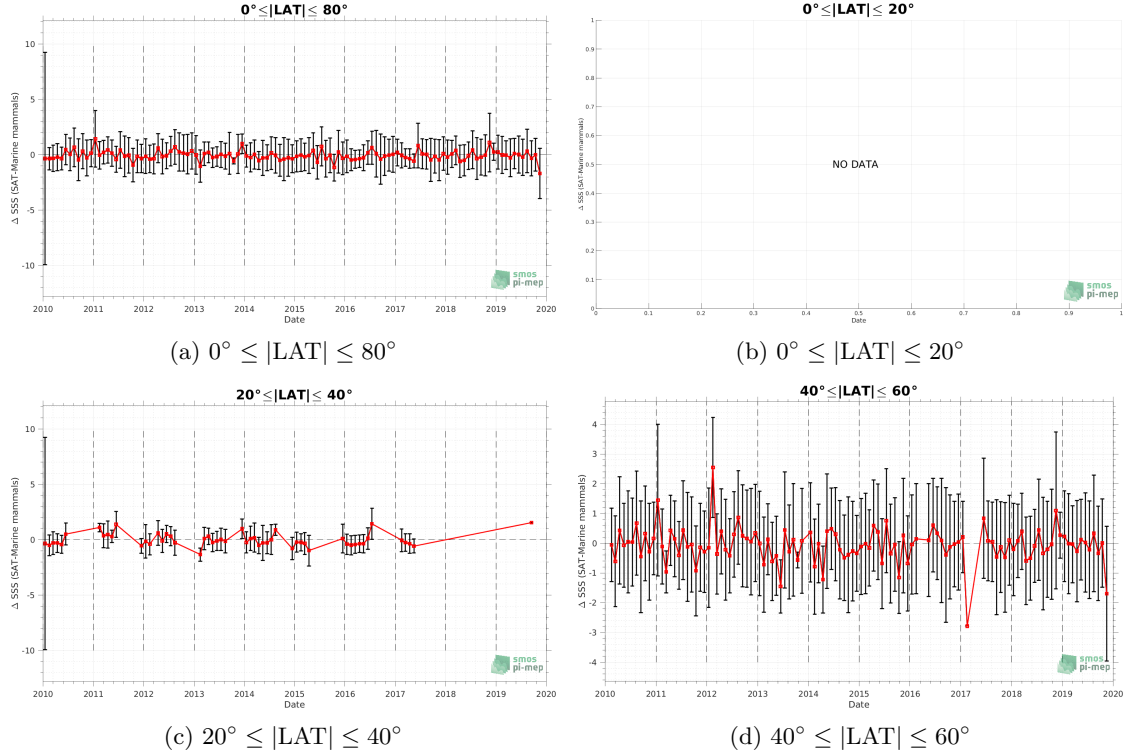 0°≤|LAT|≤ 80°
Δ SSS (SAT-Marine mammals)
10
5
0
-5
-10
2010 2011 2012 2013 2014 2015 2016 2017 2018 2019 2020
Date
smos
pi-mep
(a) 0° ≤ |LAT| ≤ 80°
0°≤|LAT|≤ 20°
Δ SSS (SAT-Marine mammals)
1
0.9
0.8
0.7
0.6
0.5
0.4
0.3
0.2
0.1
0
NO DATA
0 0.1 0.2 0.3 0.4 0.5 0.6 0.7 0.8 0.9 1
Date
smos
pi-mep
(b) 0° ≤ |LAT| ≤ 20°
20°≤|LAT|≤ 40°
Δ SSS (SAT-Marine mammals)
10
5
0
-5
-10
2010 2011 2012 2013 2014 2015 2016 2017 2018 2019 2020
Date
smos
pi-mep
(c) 20° ≤ |LAT| ≤ 40°
40°≤|LAT|≤ 60°
Δ SSS (SAT-Marine mammals)
4
3
2
1
0
-1
-2
-3
-4
2010 2011 2012 2013 2014 2015 2016 2017 2018 2019 2020
Date
smos
pi-mep
(d) 40° ≤ |LAT| ≤ 60°